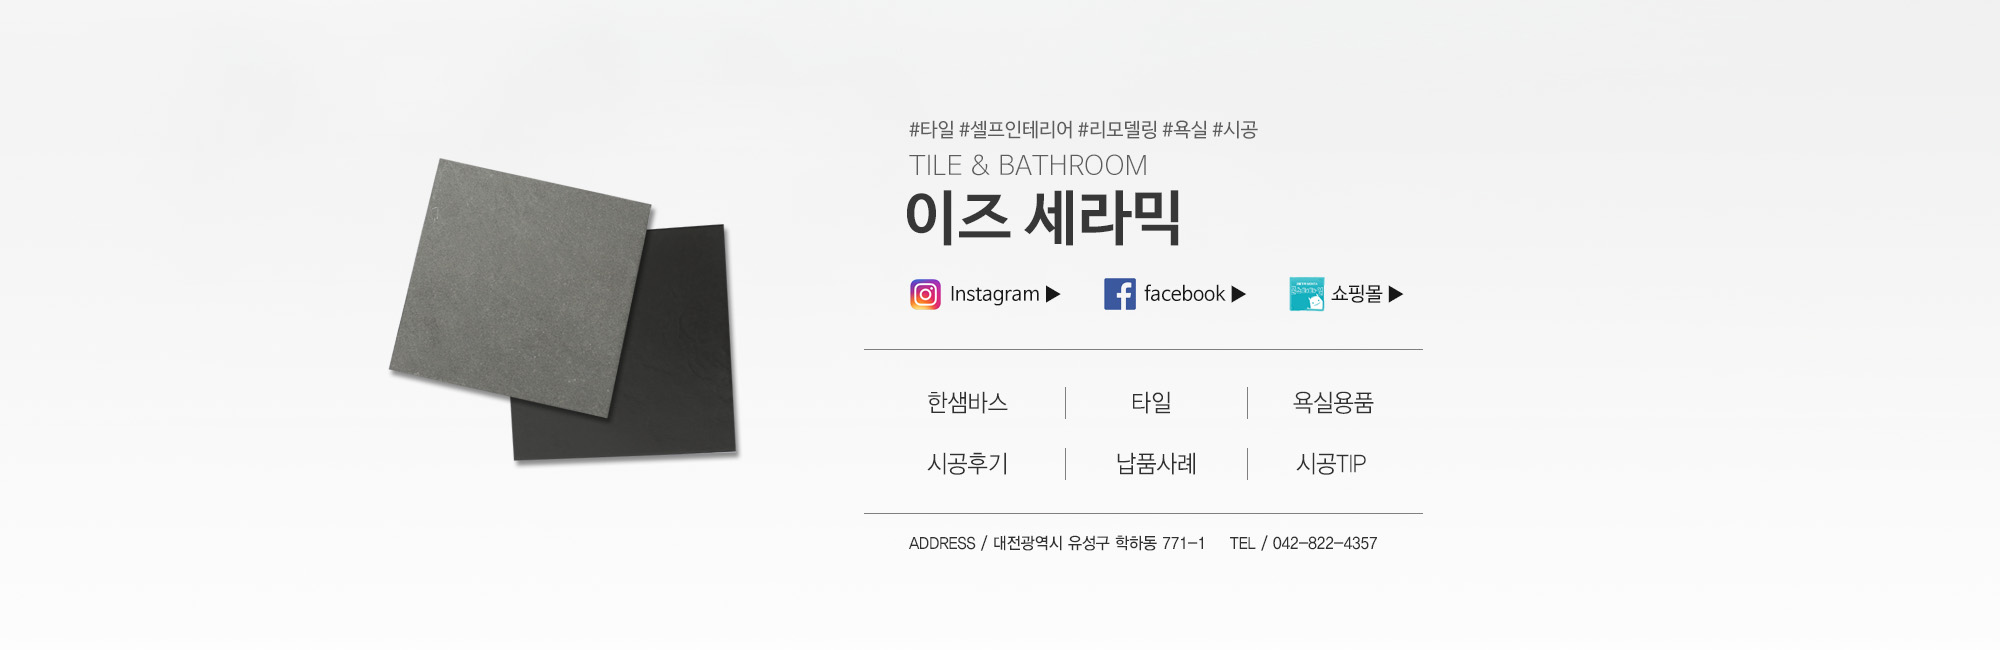 #타일 #셀프인테리어 #리모델링 #욕실 #시공
TILE & BATHROOM
이즈 세라믹
Instagram ▶ facebook ▶ 쇼핑몰 ▶
한샘바스 타일 욕실용품
시공후기 납품사례 시공TIP
ADDRESS / 대전광역시 유성구 학하동 771-1 TEL / 042-822-4357